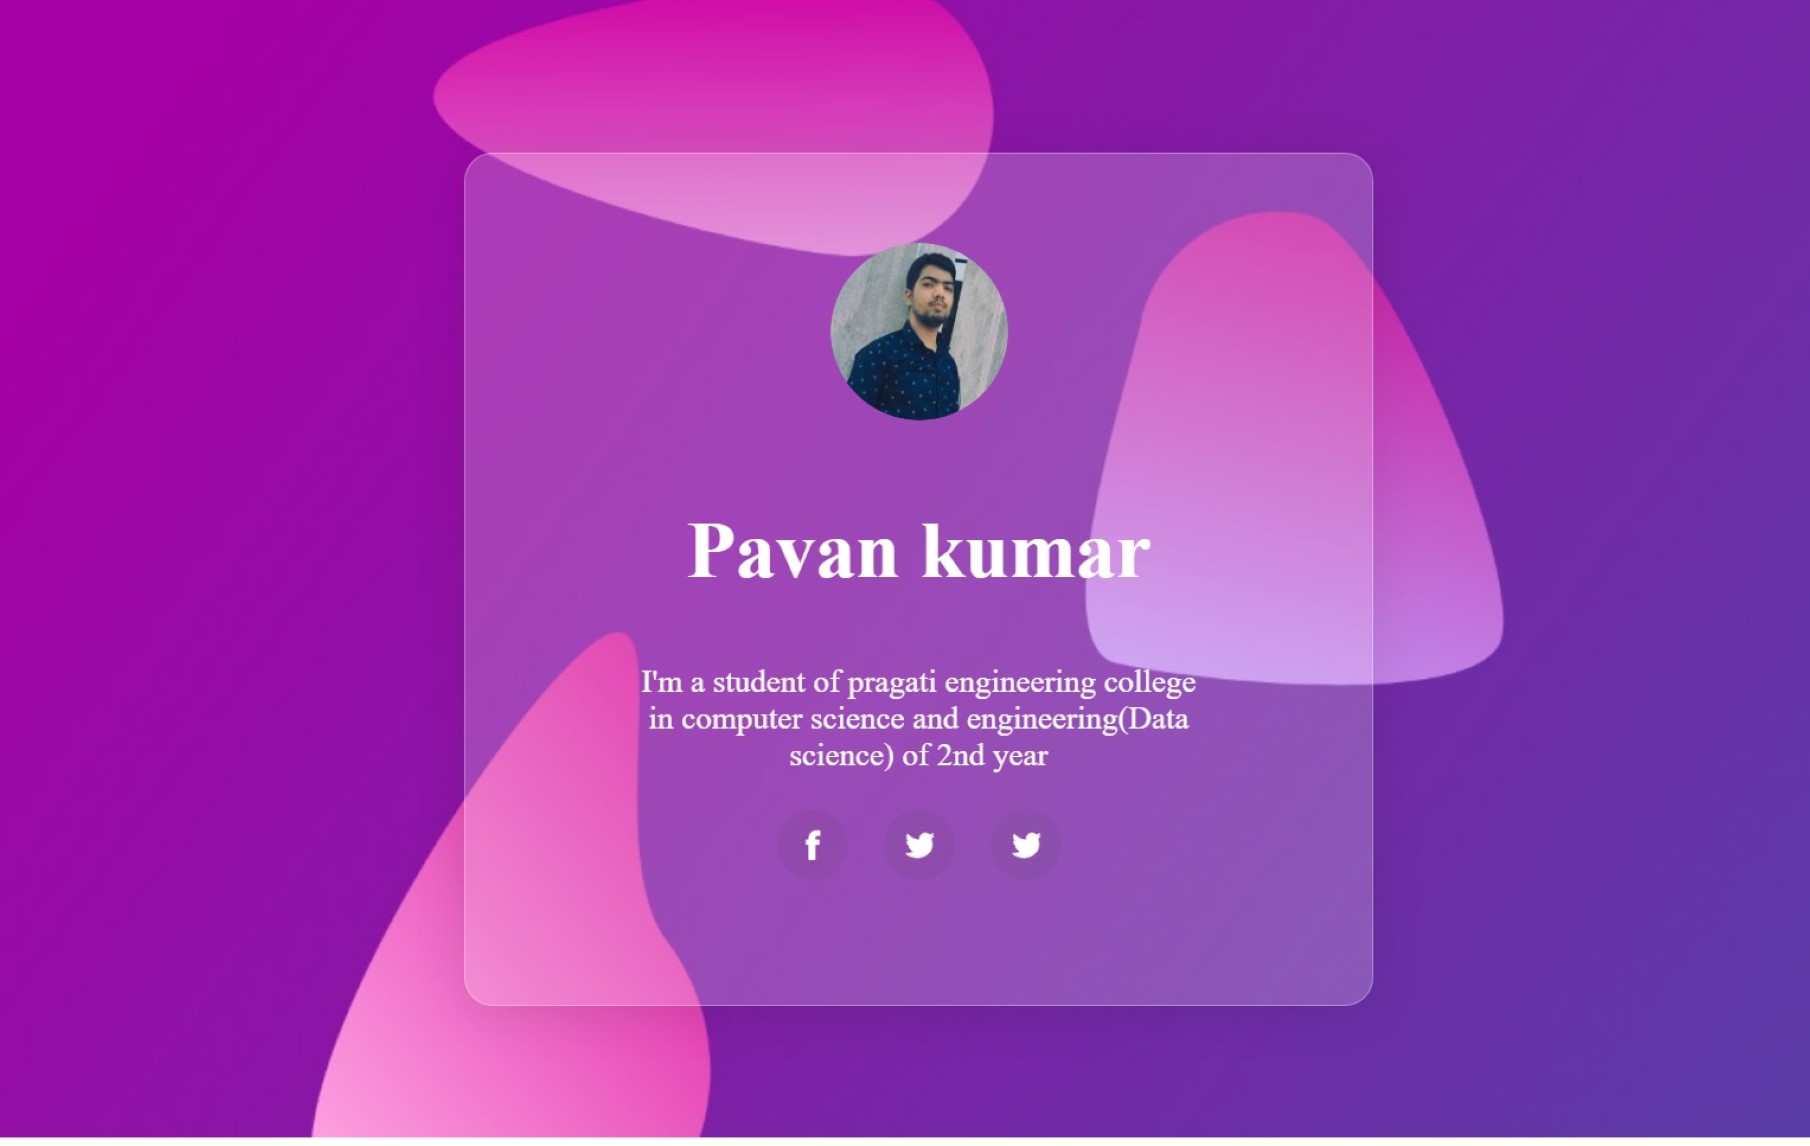 Pavan kumar
I'm a student of pragati engineering college
in computer science and engineering(Data
science) of 2nd year